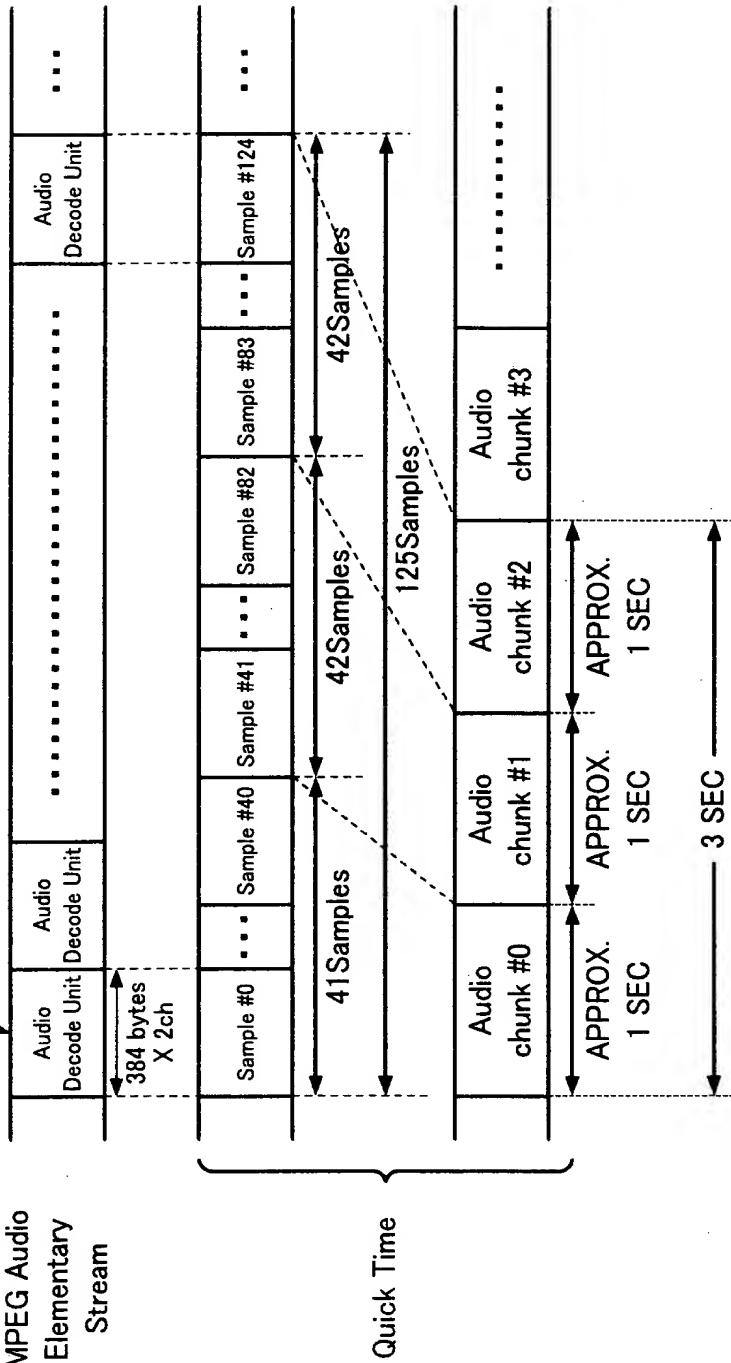 MPEG Audio
Elementary
Stream
Audio
Decode Unit
Audio
Decode Unit
...............
Audio
Decode Unit
...
384 bytes
X 2ch
Quick Time
Sample #0
...
Sample #40
Sample #41
...
Sample #82
Sample #83
...
Sample #124
...
41Samples
42Samples
42Samples
125Samples
Audio
chunk #0
Audio
chunk #1
Audio
chunk #2
Audio
chunk #3
..........
APPROX.
1 SEC
APPROX.
1 SEC
APPROX.
1 SEC
3 SEC